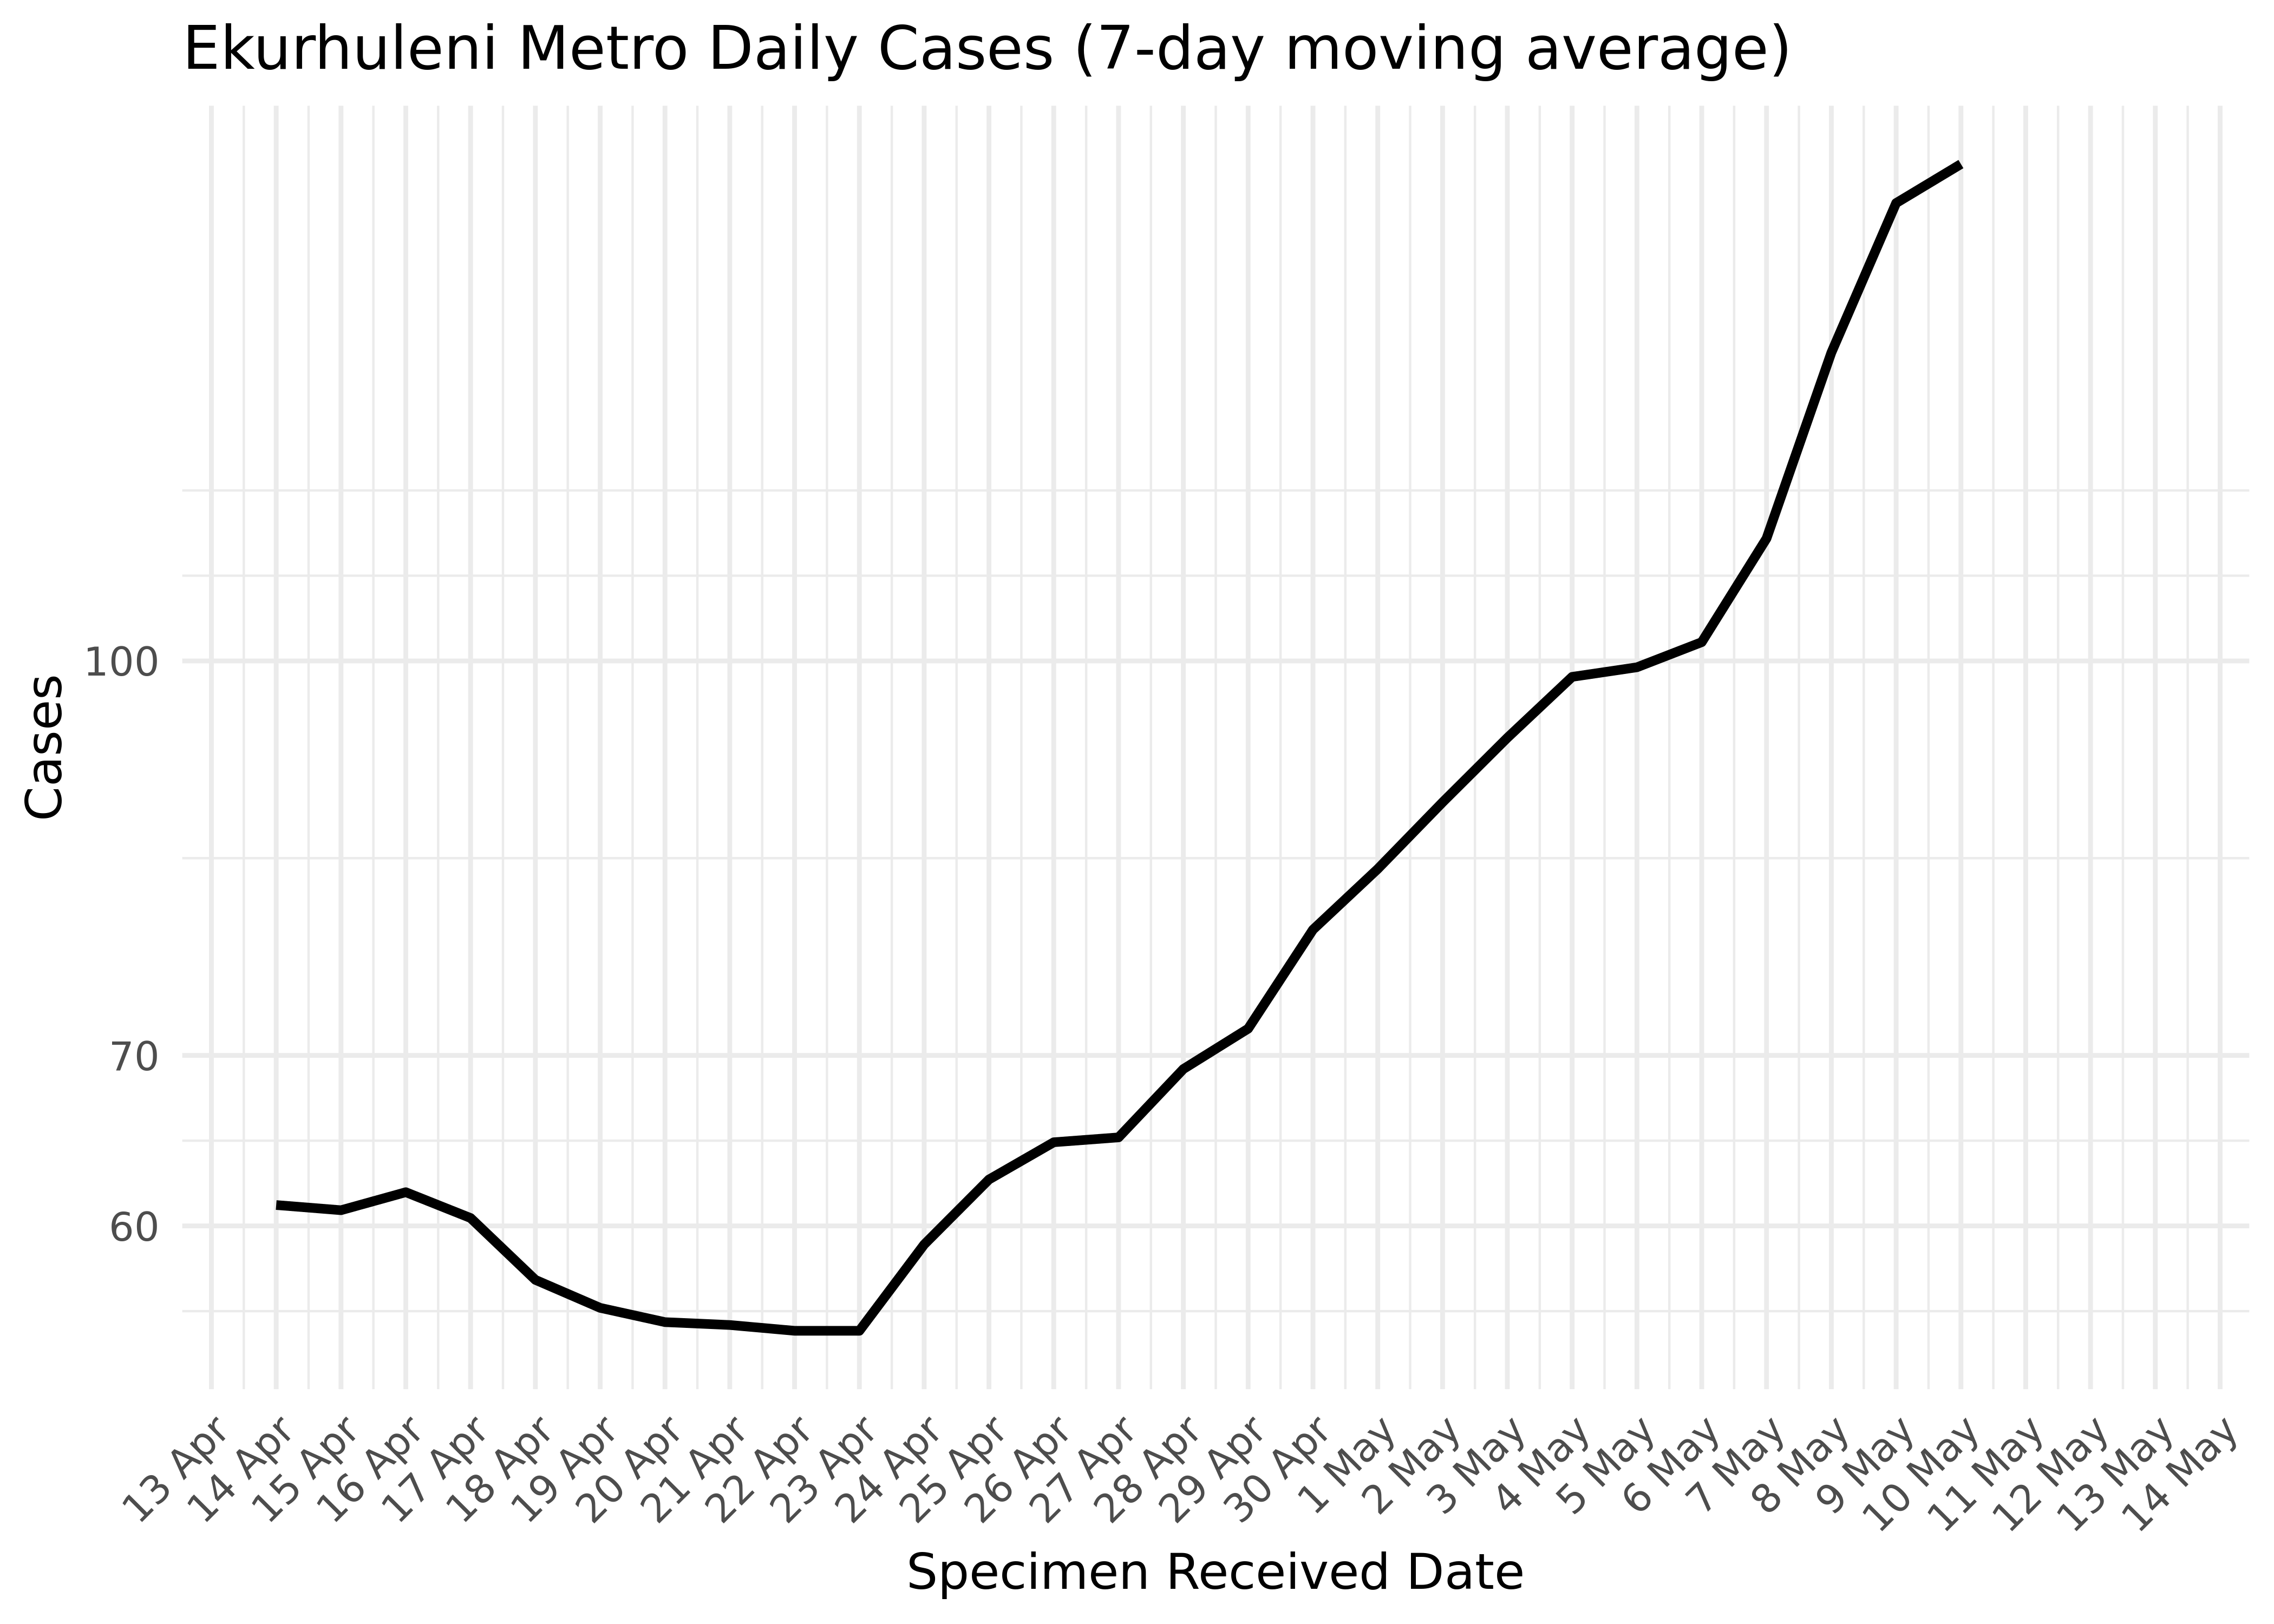 Ekurhuleni Metro Daily Cases (7-day moving average)
Cases
100
70
60
13 Apr
14 Apr
15 Apr
16 Apr
17 Apr
18 Apr
19 Apr
20 Apr
21 Apr
22 Apr
23 Apr
24 Apr
25 Apr
26 Apr
27 Apr
28 Apr
29 Apr
30 Apr
1 May
2 May
3 May
4 May
5 May
6 May
7 May
8 May
9 May
10 May
11 May
12 May
13 May
14 May
Specimen Received Date